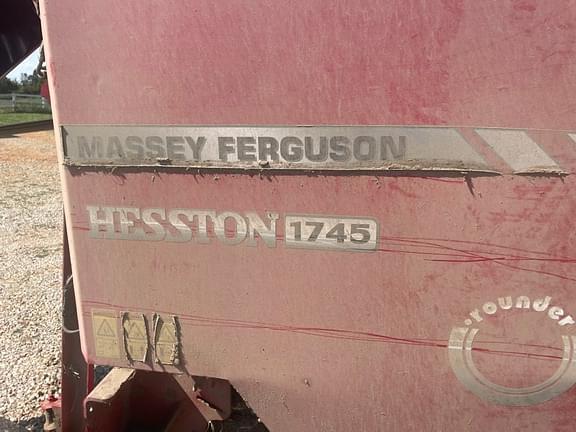 MASSEY FERGUSON
HESSTON 1745
rounder